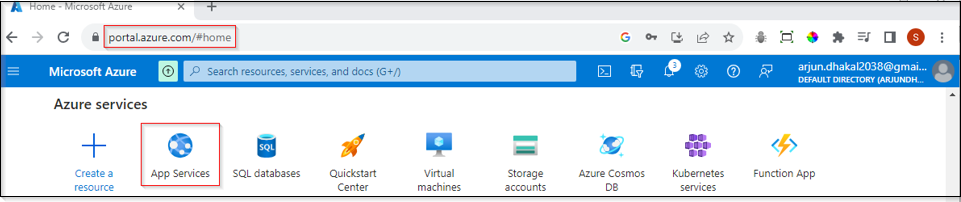 Home - Microsoft Azure
portal.azure.com/#home
S
Microsoft Azure
Search resources, services, and docs (G+/)
3
arjun.dhakal2038@gmai...
DEFAULT DIRECTORY (ARJUNDH...
Azure services
Create a resource
App Services
SQL databases
Quickstart Center
Virtual machines
Storage accounts
Azure Cosmos DB
Kubernetes services
Function App